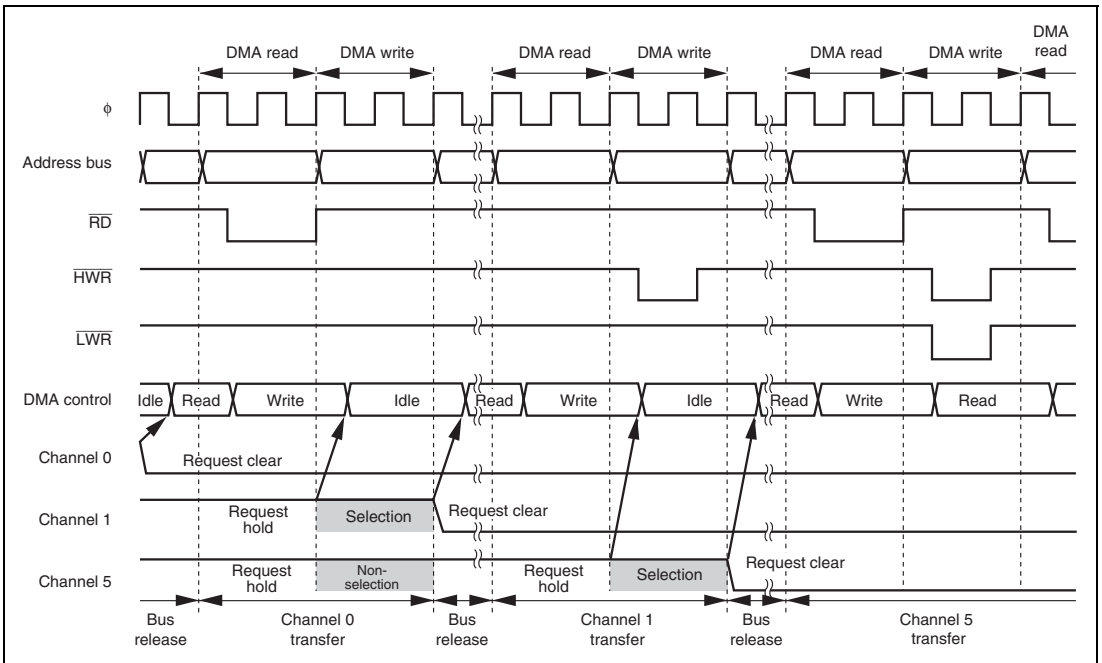 DMA read
DMA write
DMA read
DMA write
DMA read
DMA write
DMA
read
ϕ
Address bus
RD
HWR
LWR
DMA control
Idle
Read
Write
Idle
Read
Write
Idle
Read
Write
Read
Channel 0
Request clear
Channel 1
Request
hold
Selection
Request clear
Channel 5
Request
hold
Non-
selection
Request
hold
Selection
Request clear
Bus
release
Channel 0
transfer
Bus
release
Channel 1
transfer
Bus
release
Channel 5
transfer